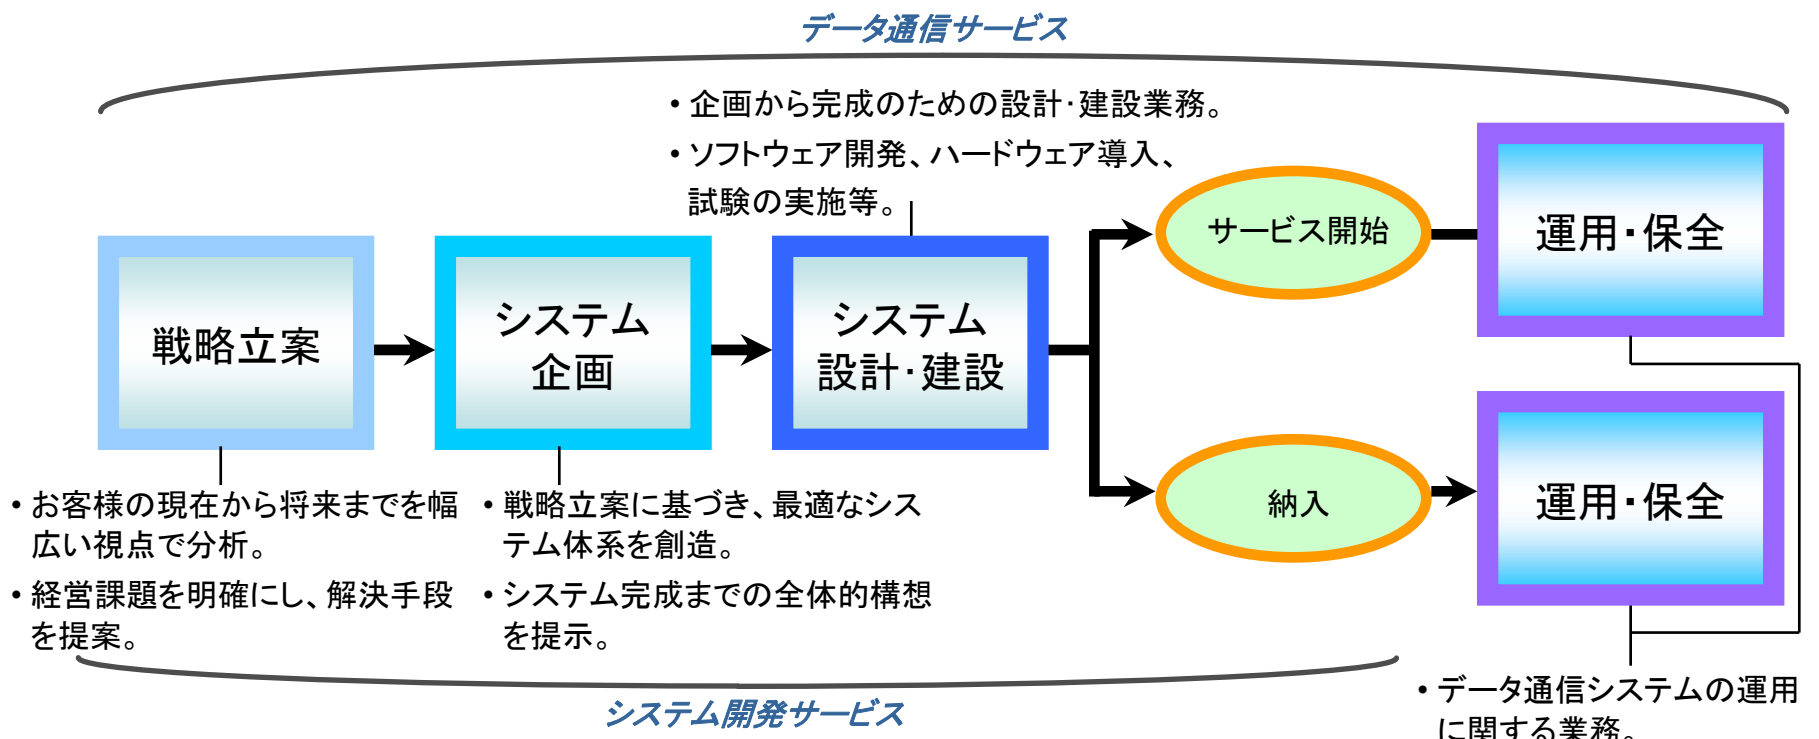 データ通信サービス
• 企画から完成のための設計･建設業務。
• ソフトウェア開発、ハードウェア導入、
試験の実施等。
戦略立案
システム
企画
システム
設計･建設
サービス開始
運用・保全
納入
運用・保全
• お客様の現在から将来までを幅
広い視点で分析。
• 経営課題を明確にし、解決手段
を提案。
• 戦略立案に基づき、最適なシス
テム体系を創造。
• システム完成までの全体的構想
を提示。
システム開発サービス
• データ通信システムの運用
に関する業務。